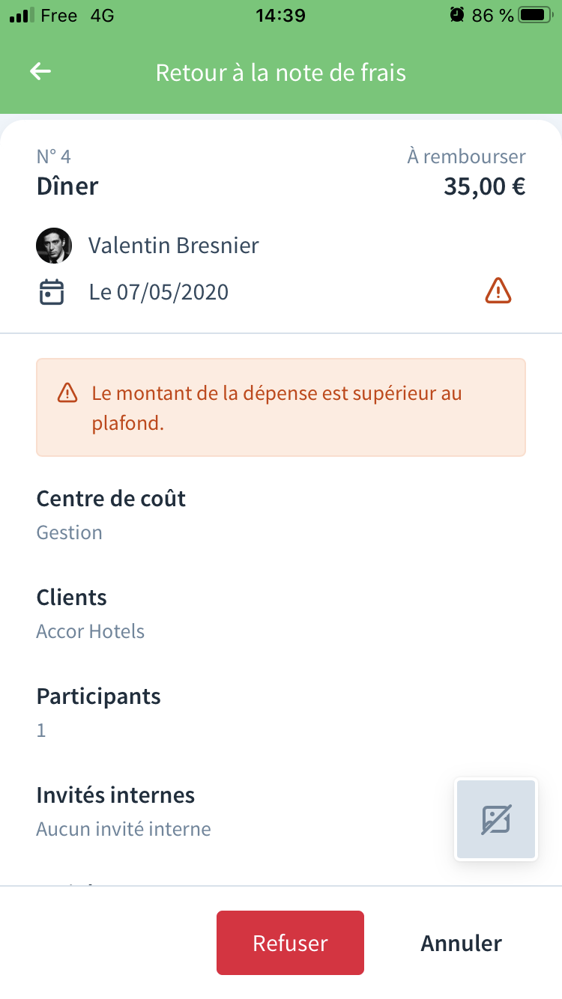 Free 4G 14:39 86 %
Retour à la note de frais
N° 4 À rembourser
Dîner 35,00 €
Valentin Bresnier
Le 07/05/2020
Le montant de la dépense est supérieur au
plafond.
Centre de coût
Gestion
Clients
Accor Hotels
Participants
1
Invités internes
Aucun invité interne
Refuser Annuler